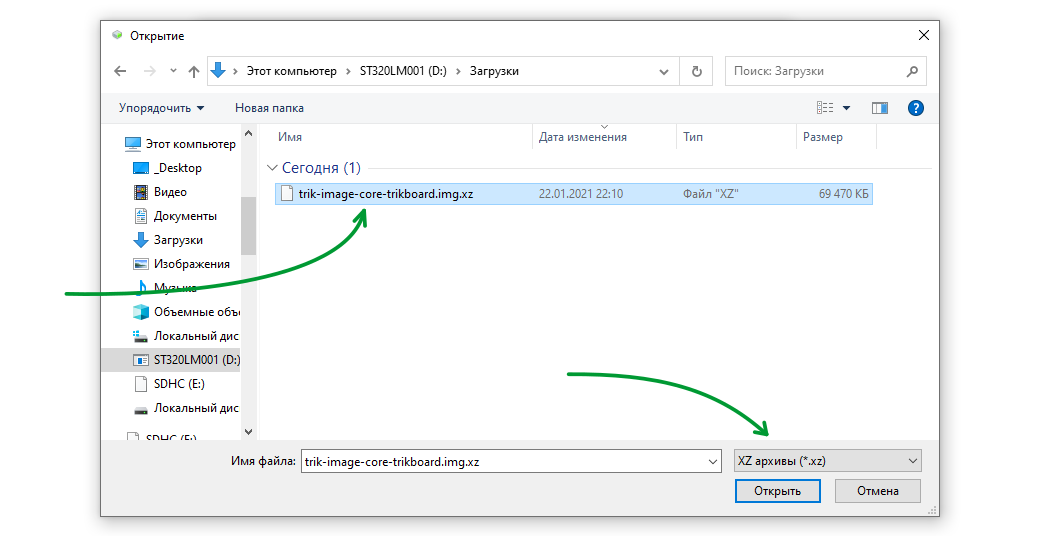 Открытие
Этот компьютер › ST320LM001 (D:) › Загрузки
Поиск: Загрузки
Упорядочить
Новая папка
?
Этот компьютер
_Desktop
Видео
Документы
Загрузки
Изображения
Музыка
Объемные объ
Локальный дис
ST320LM001 (D:)
SDHC (E:)
Локальный дис
SDHC (E:)
Имя Дата изменения Тип Размер
Сегодня (1)
trik-image-core-trikboard.img.xz 22.01.2021 22:10 Файл "XZ" 69 470 КБ
Имя файла: trik-image-core-trikboard.img.xz
XZ архивы (*.xz)
Открыть
Отмена